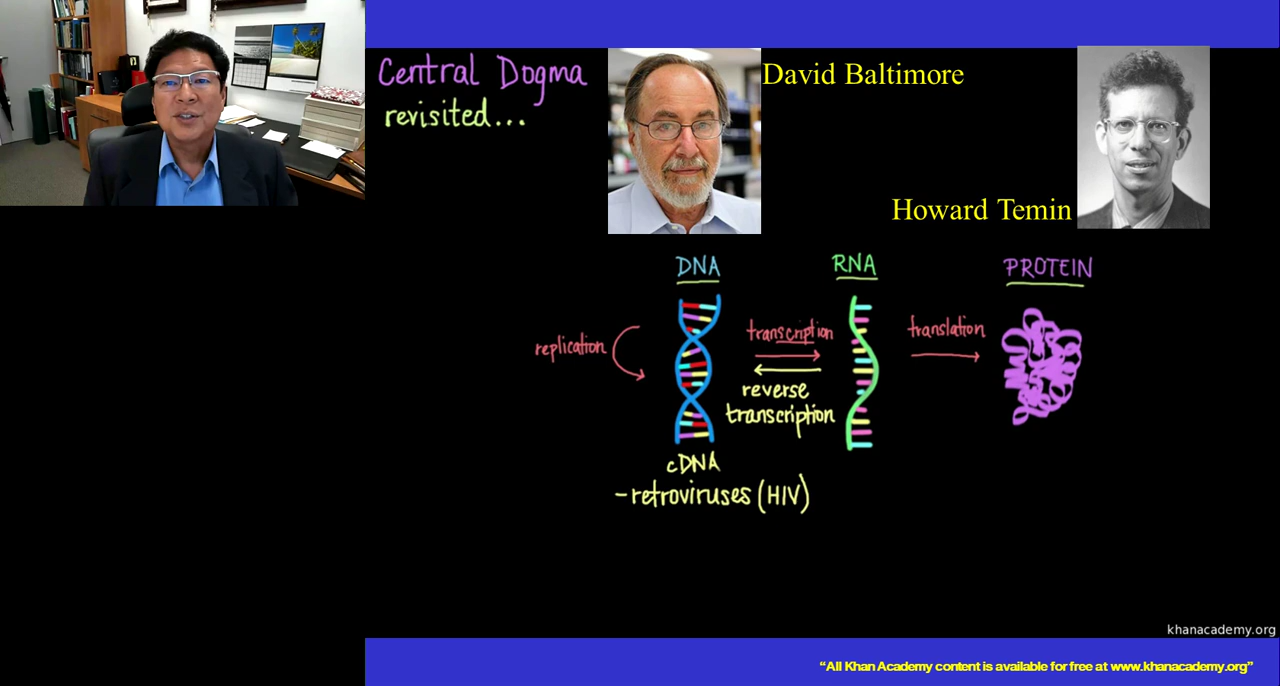 Central Dogma
revisited...
David Baltimore
Howard Temin
DNA
RNA
PROTEIN
replication
transcription
translation
reverse
transcription
cDNA
-retroviruses (HIV)
khanacademy.org
“All Khan Academy content is available for free at www.khanacademy.org”